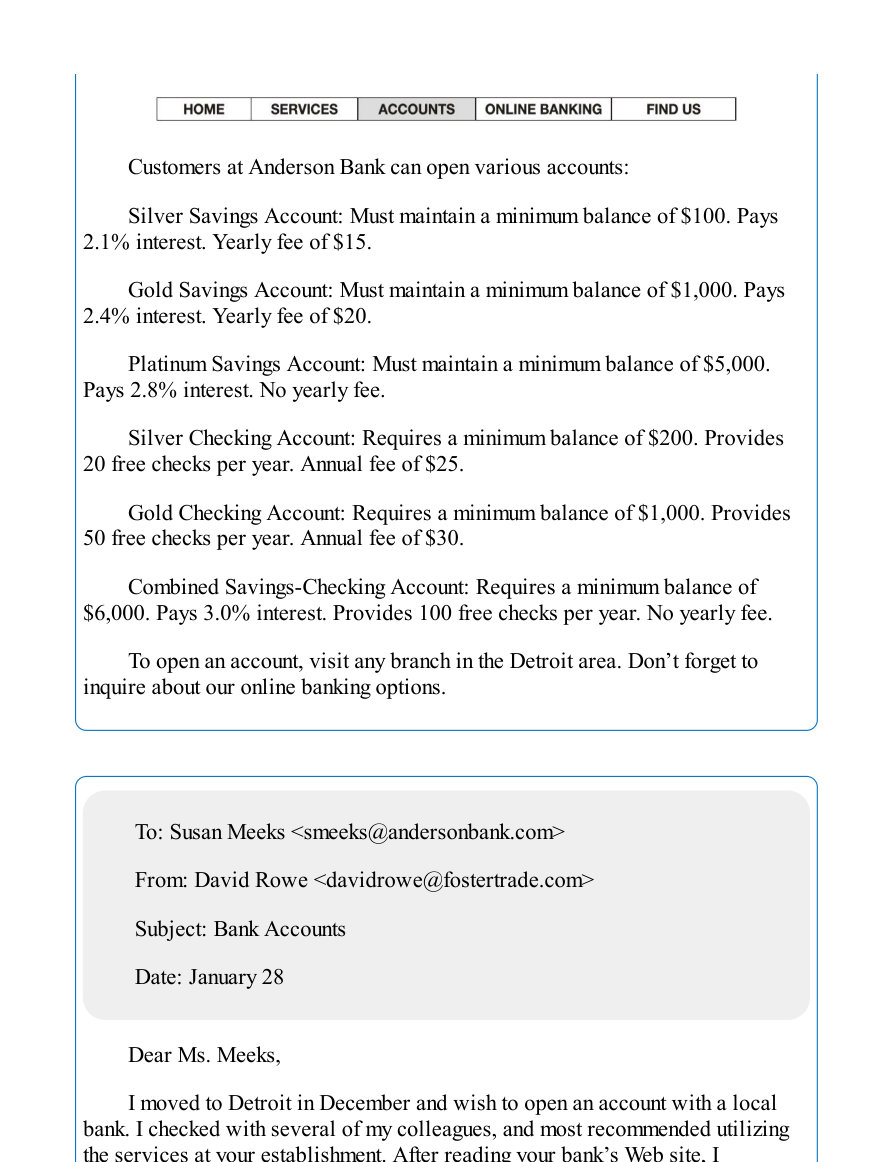 HOME SERVICES ACCOUNTS ONLINE BANKING FIND US
Customers at Anderson Bank can open various accounts:
Silver Savings Account: Must maintain a minimum balance of $100. Pays
2.1% interest. Yearly fee of $15.
Gold Savings Account: Must maintain a minimum balance of $1,000. Pays
2.4% interest. Yearly fee of $20.
Platinum Savings Account: Must maintain a minimum balance of $5,000.
Pays 2.8% interest. No yearly fee.
Silver Checking Account: Requires a minimum balance of $200. Provides
20 free checks per year. Annual fee of $25.
Gold Checking Account: Requires a minimum balance of $1,000. Provides
50 free checks per year. Annual fee of $30.
Combined Savings-Checking Account: Requires a minimum balance of
$6,000. Pays 3.0% interest. Provides 100 free checks per year. No yearly fee.
To open an account, visit any branch in the Detroit area. Don’t forget to
inquire about our online banking options.
To: Susan Meeks <smeeks@andersonbank.com>
From: David Rowe <davidrowe@fostertrade.com>
Subject: Bank Accounts
Date: January 28
Dear Ms. Meeks,
I moved to Detroit in December and wish to open an account with a local
bank. I checked with several of my colleagues, and most recommended utilizing
the services at your establishment. After reading your bank’s Web site, I